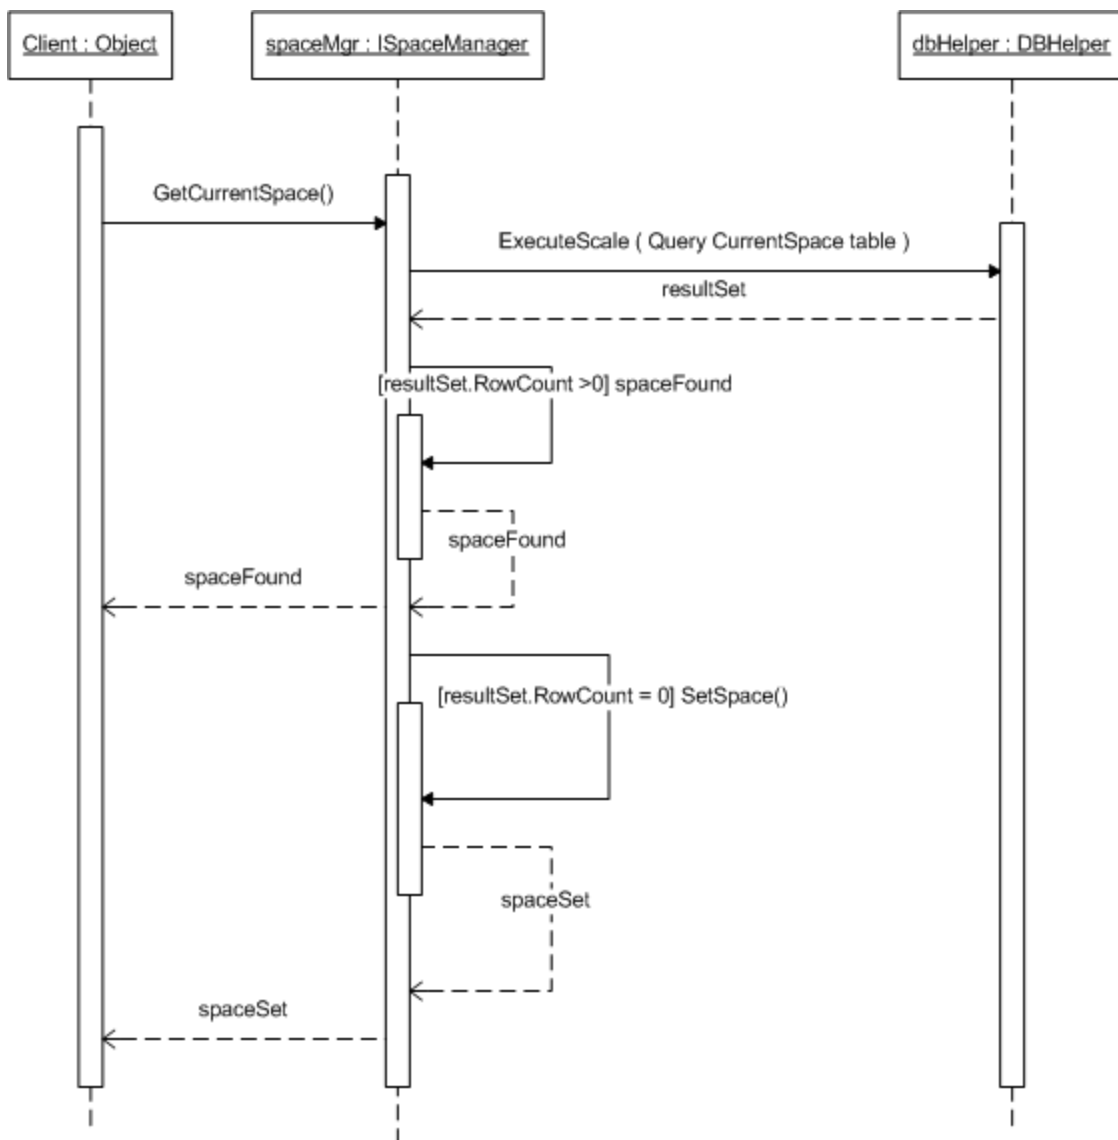 Client : Object
spaceMgr : ISpaceManager
dbHelper : DBHelper
GetCurrentSpace()
ExecuteScale ( Query CurrentSpace table )
resultSet
[resultSet.RowCount >0] spaceFound
spaceFound
spaceFound
[resultSet.RowCount = 0] SetSpace()
spaceSet
spaceSet